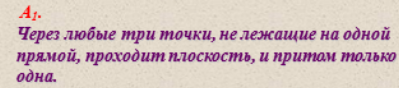 А₁.
Через любые три точки, не лежащие на одной
прямой, проходит плоскость, и притом только
одна.